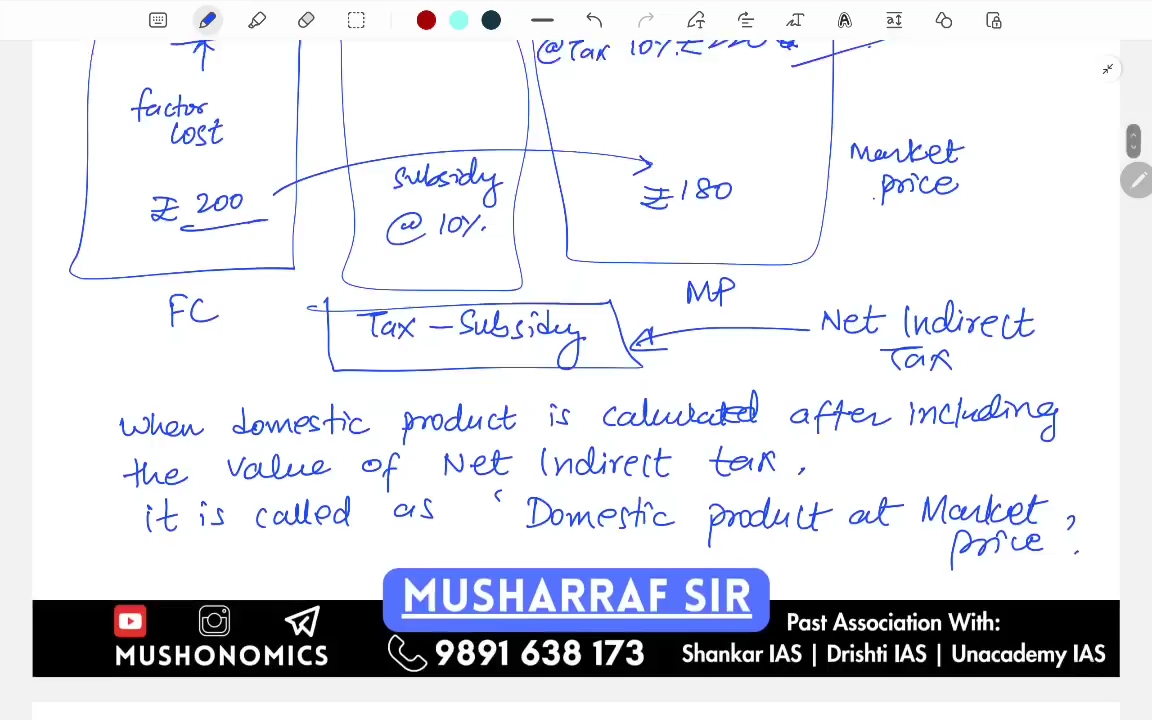 @Tax 10%
factor
cost
Market
price
₹ 200
subsidy
@ 10%.
₹ 180
FC
MP
Tax – Subsidy
Net Indirect
Tax
when domestic product is calculated after including
the value of Net Indirect tax,
it is called as ‘Domestic product at Market
price’.
MUSHARRAF SIR
MUSHONOMICS
9891 638 173
Past Association With:
Shankar IAS | Drishti IAS | Unacademy IAS